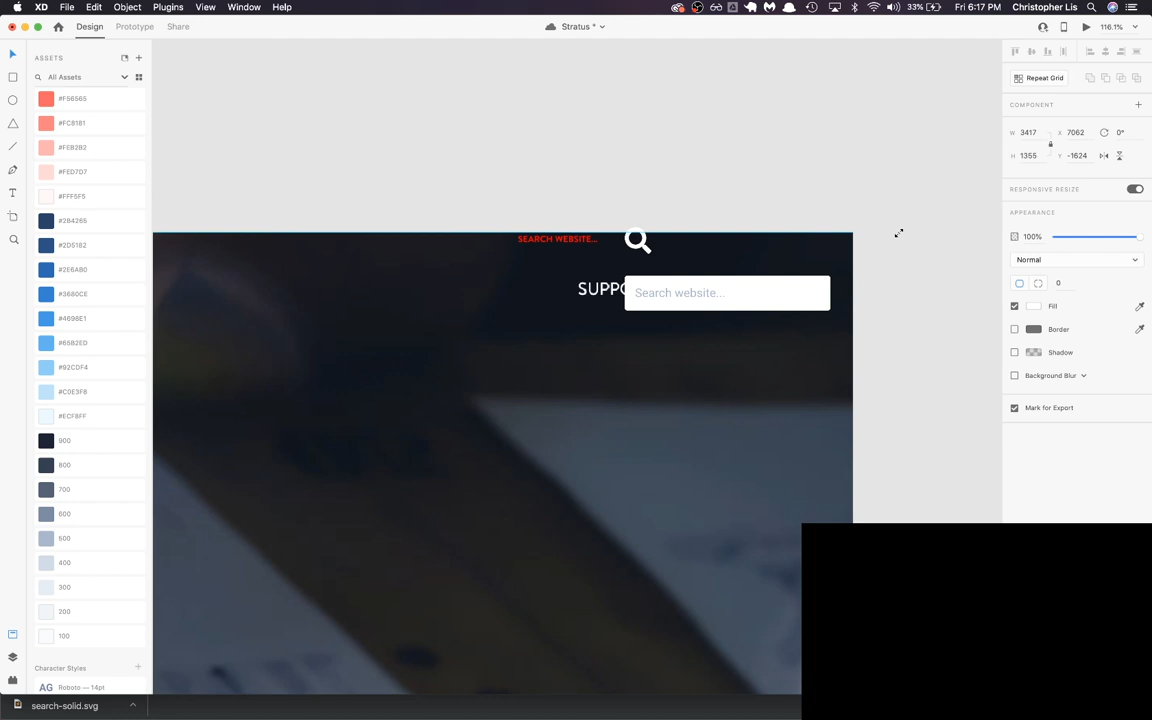 XD File Edit Object Plugins View Window Help 33% Fri 6:17 PM Christopher Lis
Design Prototype Share Stratus * 116.1%
ASSETS
All Assets
#F56565
#FC8181
#FEB2B2
#FED7D7
#FFF5F5
#2B4265
#2D5182
#2E6AB0
#3680CE
#4696E1
#65B2ED
#92CDF4
#C0E3F8
#ECF8FF
900
800
700
600
500
400
300
200
100
Character Styles
AG Roboto — 14pt
search-solid.svg
SEARCH WEBSITE...
SUPPO
Search website...
Repeat Grid
COMPONENT
W 3417 X 7062 0°
H 1355 Y -1624
RESPONSIVE RESIZE
APPEARANCE
100%
Normal
0
Fill
Border
Shadow
Background Blur
Mark for Export